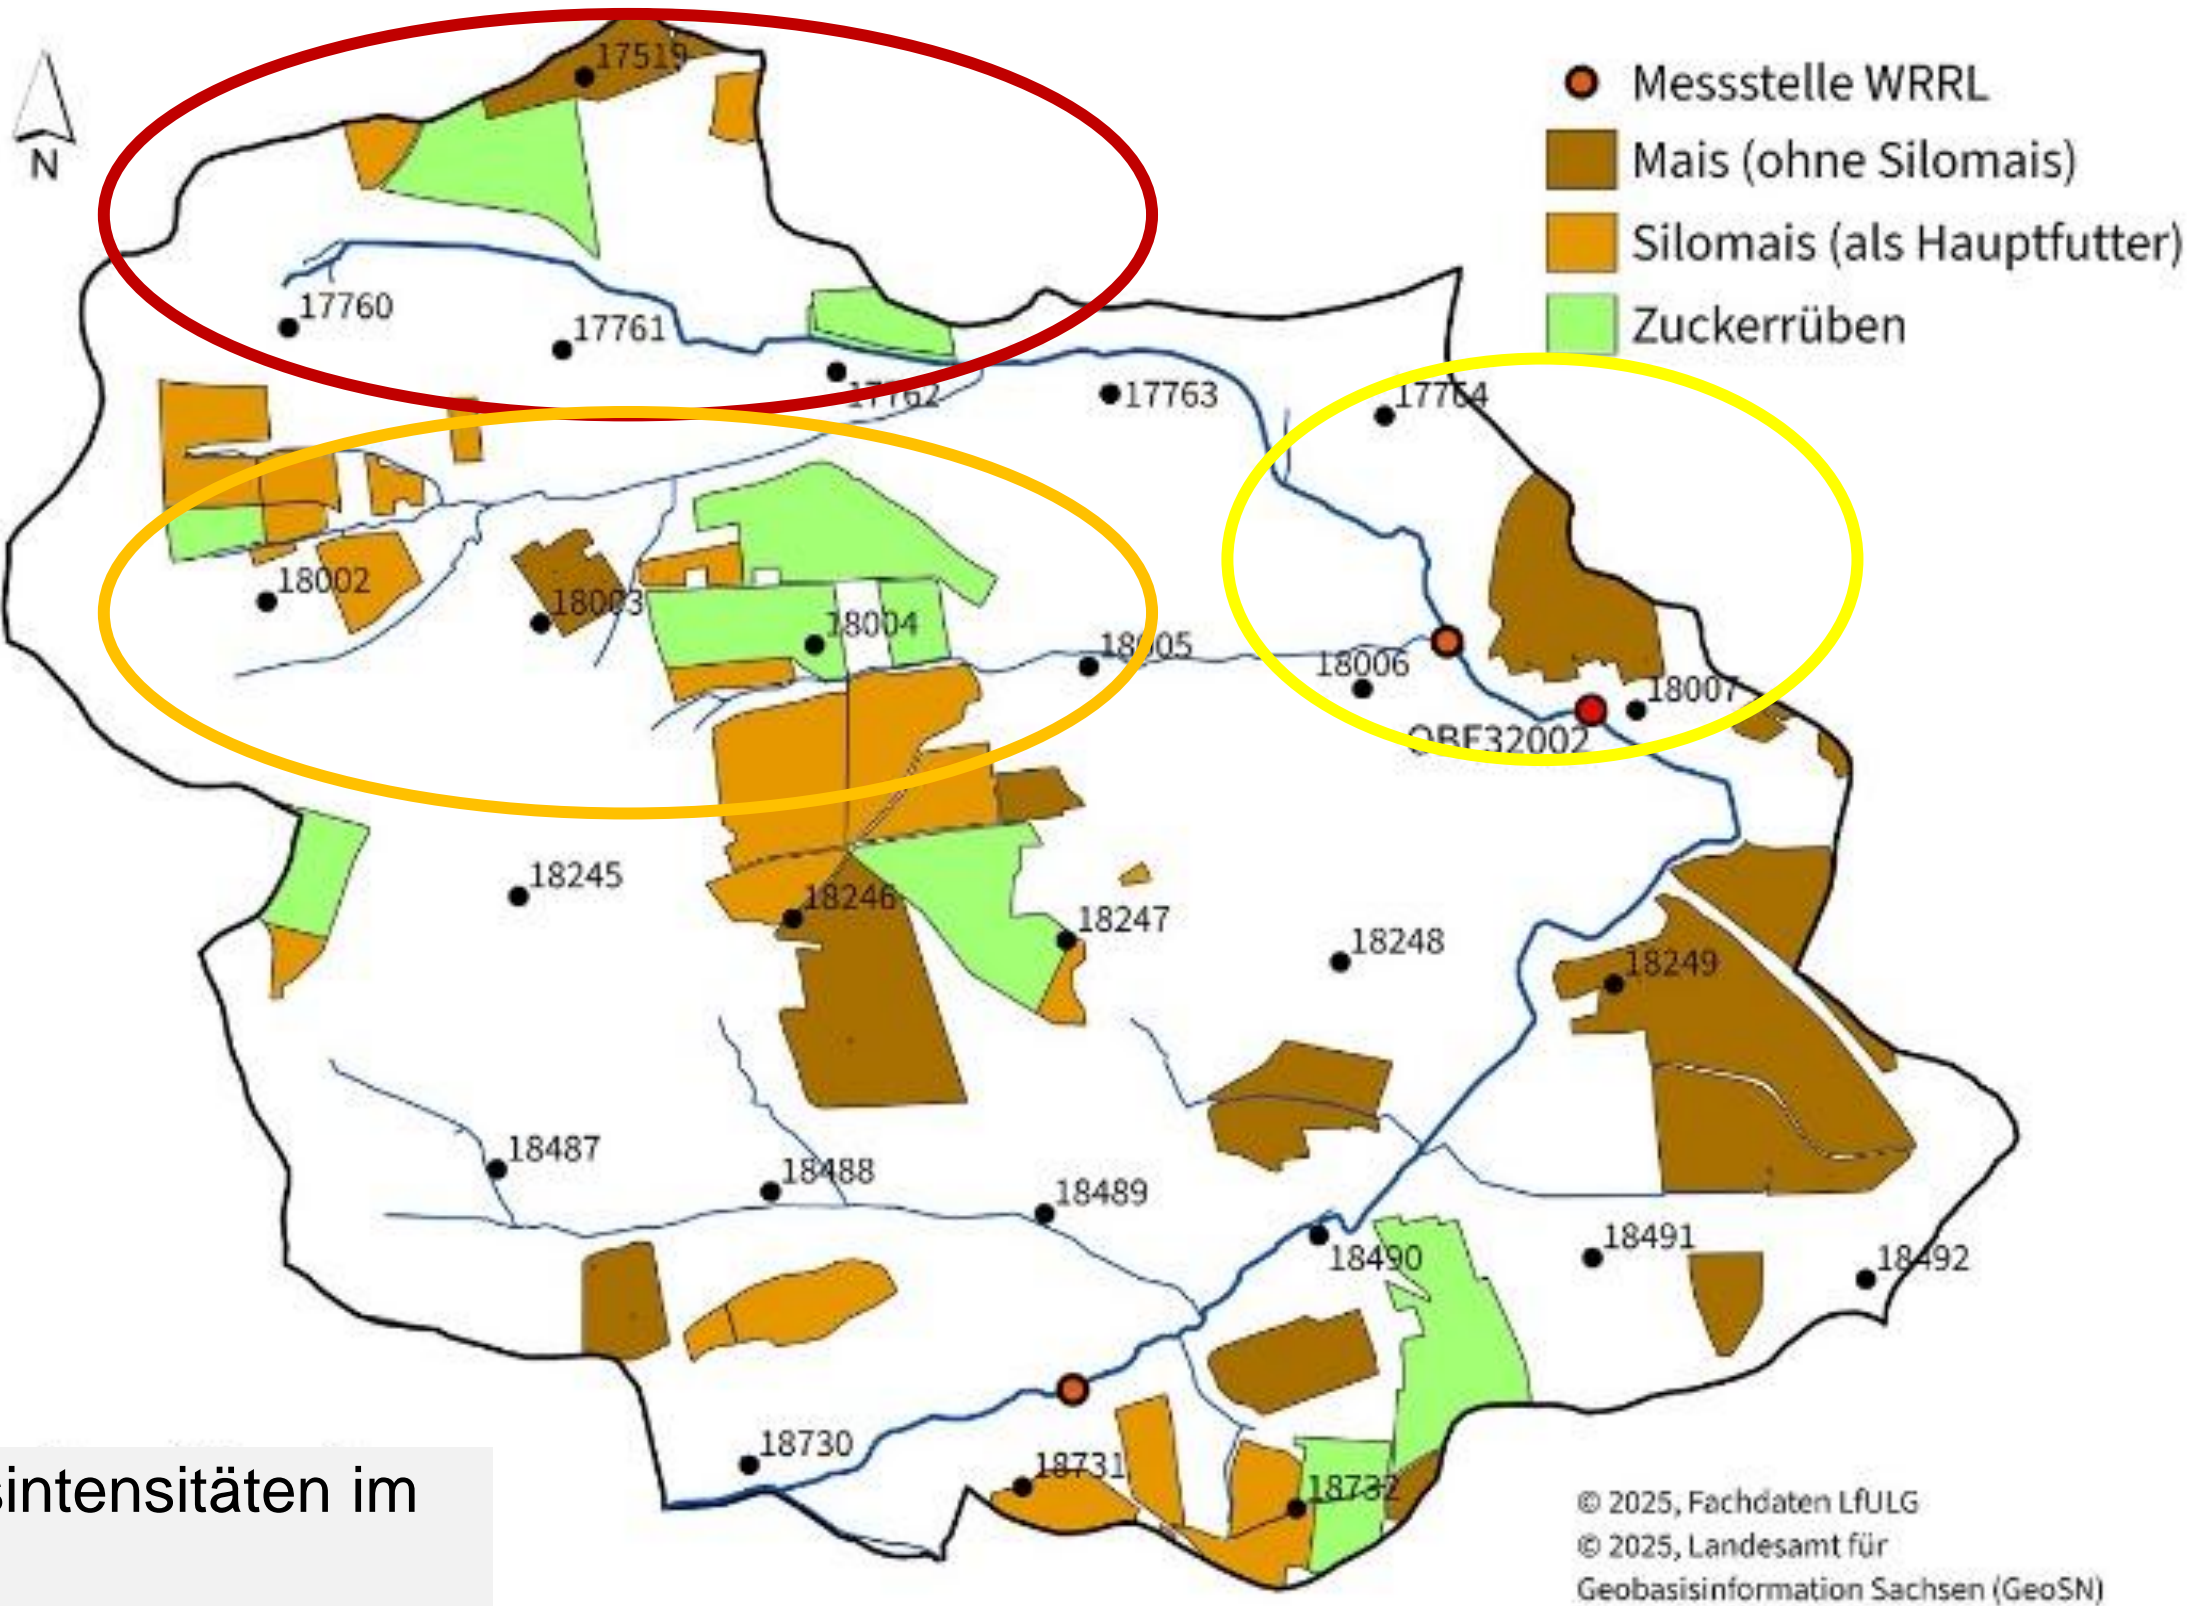 17519
Messstelle WRRL
Mais (ohne Silomais)
N
Silomais (als Hauptfutter)
17760
17761
Zuckerrüben
17762
17763
17764
18002
18003
18004
18005
18006
18007
OBF32002
18245
18246
18247
18248
18249
18487
18488
18489
18490
18491
18492
18730
18731
18732
sintensitäten im
© 2025, Fachdaten LfULG
© 2025, Landesamt für
Geobasisinformation Sachsen (GeoSN)